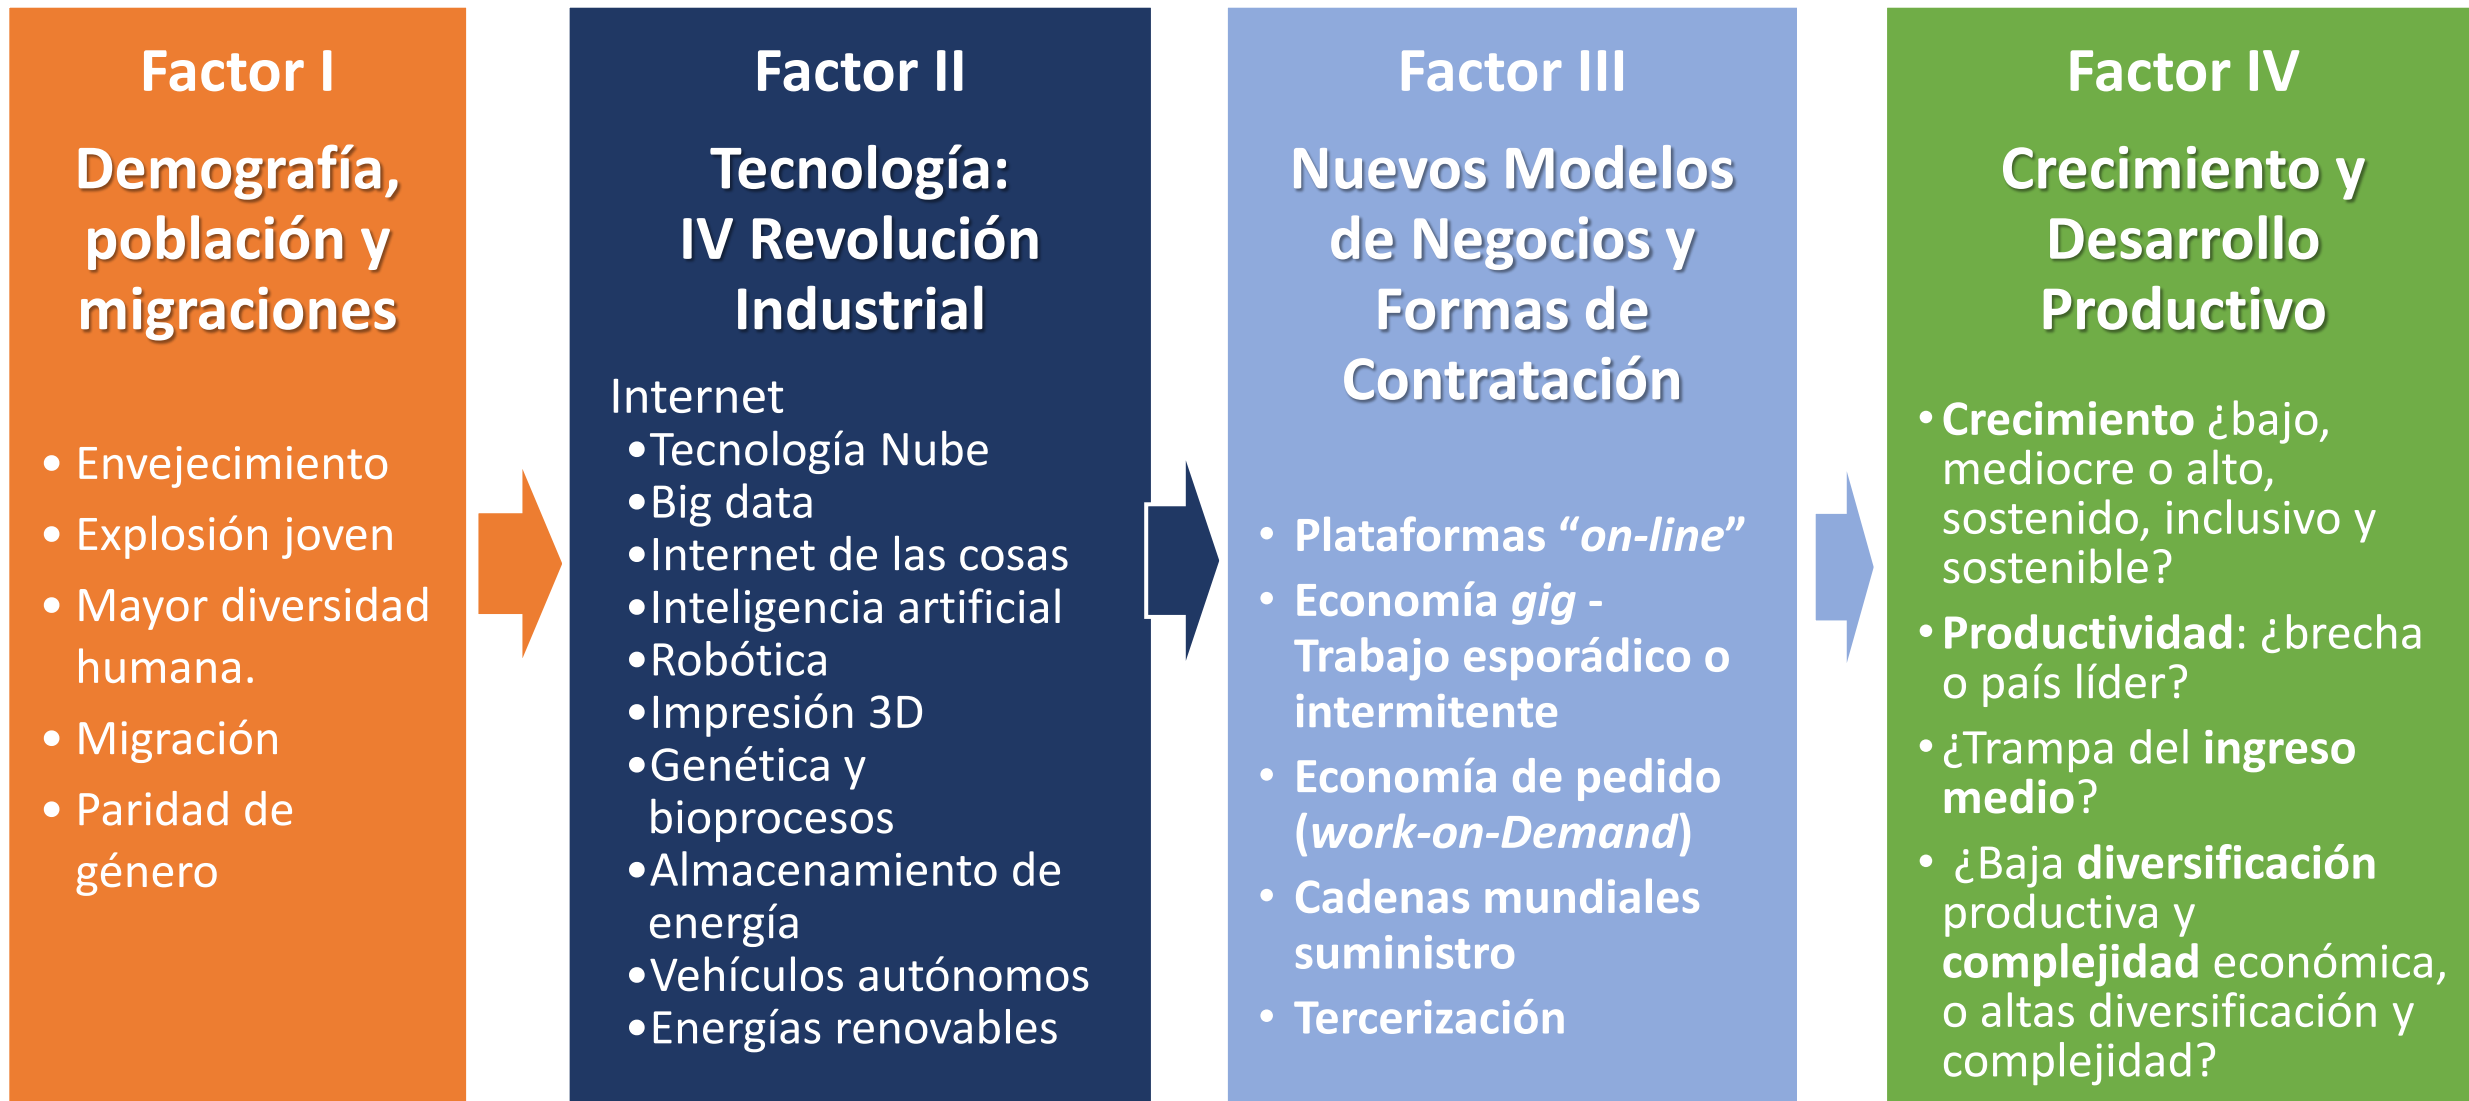 Factor I
Demografía,
población y
migraciones
• Envejecimiento
• Explosión joven
• Mayor diversidad
humana.
• Migración
• Paridad de
género
Factor II
Tecnología:
IV Revolución
Industrial
Internet
•Tecnología Nube
•Big data
•Internet de las cosas
•Inteligencia artificial
•Robótica
•Impresión 3D
•Genética y
bioprocesos
•Almacenamiento de
energía
•Vehículos autónomos
•Energías renovables
Factor III
Nuevos Modelos
de Negocios y
Formas de
Contratación
• Plataformas “on-line”
• Economía gig -
Trabajo esporádico o
intermitente
• Economía de pedido
(work-on-Demand)
• Cadenas mundiales
suministro
• Tercerización
Factor IV
Crecimiento y
Desarrollo
Productivo
• Crecimiento ¿bajo,
mediocre o alto,
sostenido, inclusivo y
sostenible?
• Productividad: ¿brecha
o país líder?
• ¿Trampa del ingreso
medio?
• ¿Baja diversificación
productiva y
complejidad económica,
o altas diversificación y
complejidad?